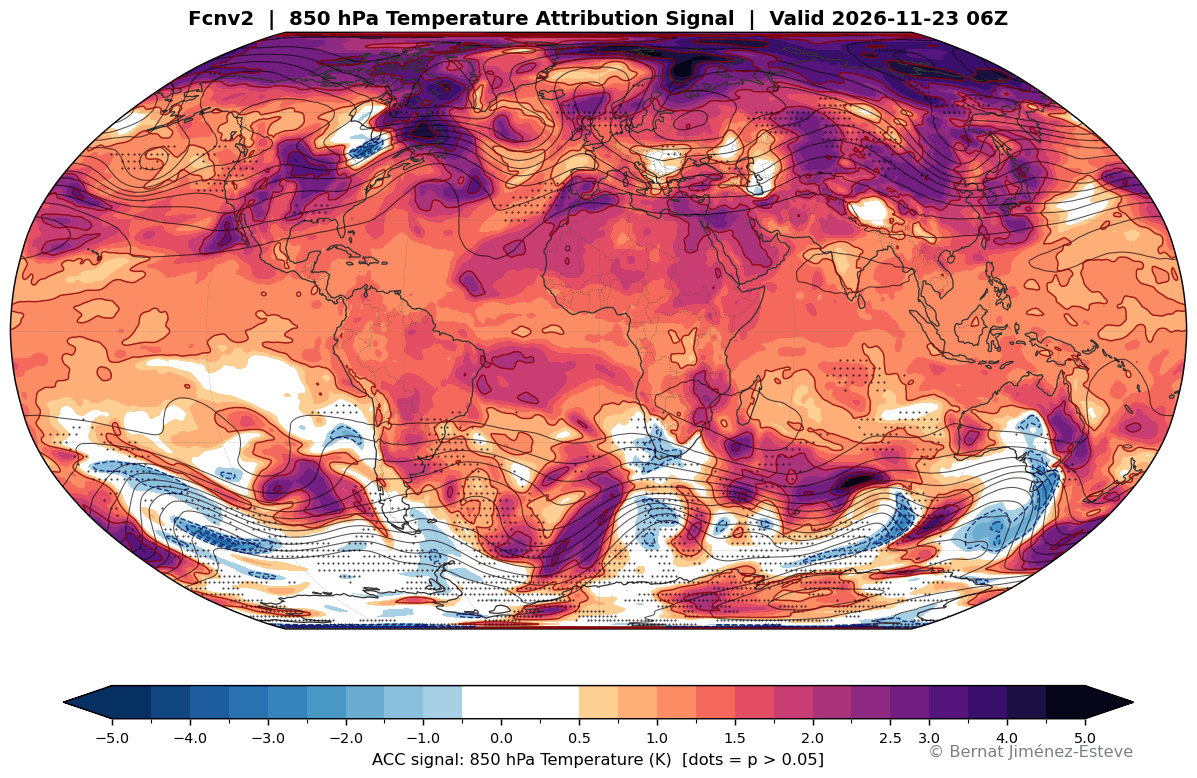 Fcnv2 | 850 hPa Temperature Attribution Signal | Valid 2026-11-23 06Z
−5.0 −4.0 −3.0 −2.0 −1.0 0.0 0.5 1.0 1.5 2.0 2.5 3.0 4.0 5.0
© Bernat Jiménez-Esteve
ACC signal: 850 hPa Temperature (K) [dots = p > 0.05]